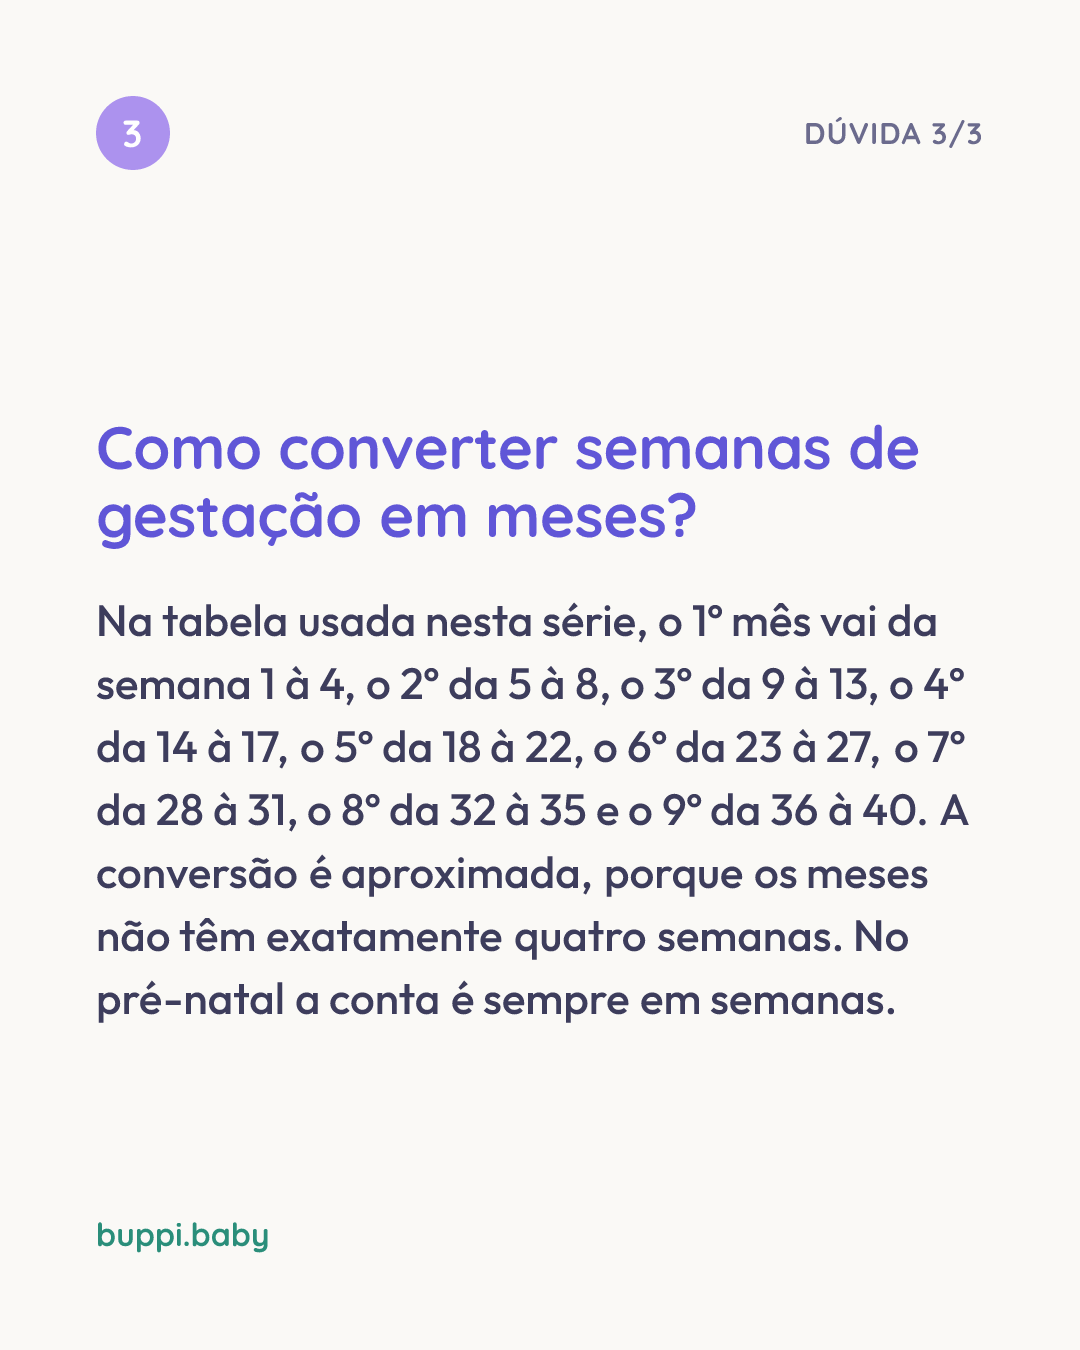 3
DÚVIDA 3/3
Como converter semanas de
gestação em meses?
Na tabela usada nesta série, o 1º mês vai da
semana 1 à 4, o 2º da 5 à 8, o 3º da 9 à 13, o 4º
da 14 à 17, o 5º da 18 à 22, o 6º da 23 à 27, o 7º
da 28 à 31, o 8º da 32 à 35 e o 9º da 36 à 40. A
conversão é aproximada, porque os meses
não têm exatamente quatro semanas. No
pré-natal a conta é sempre em semanas.
buppi.baby